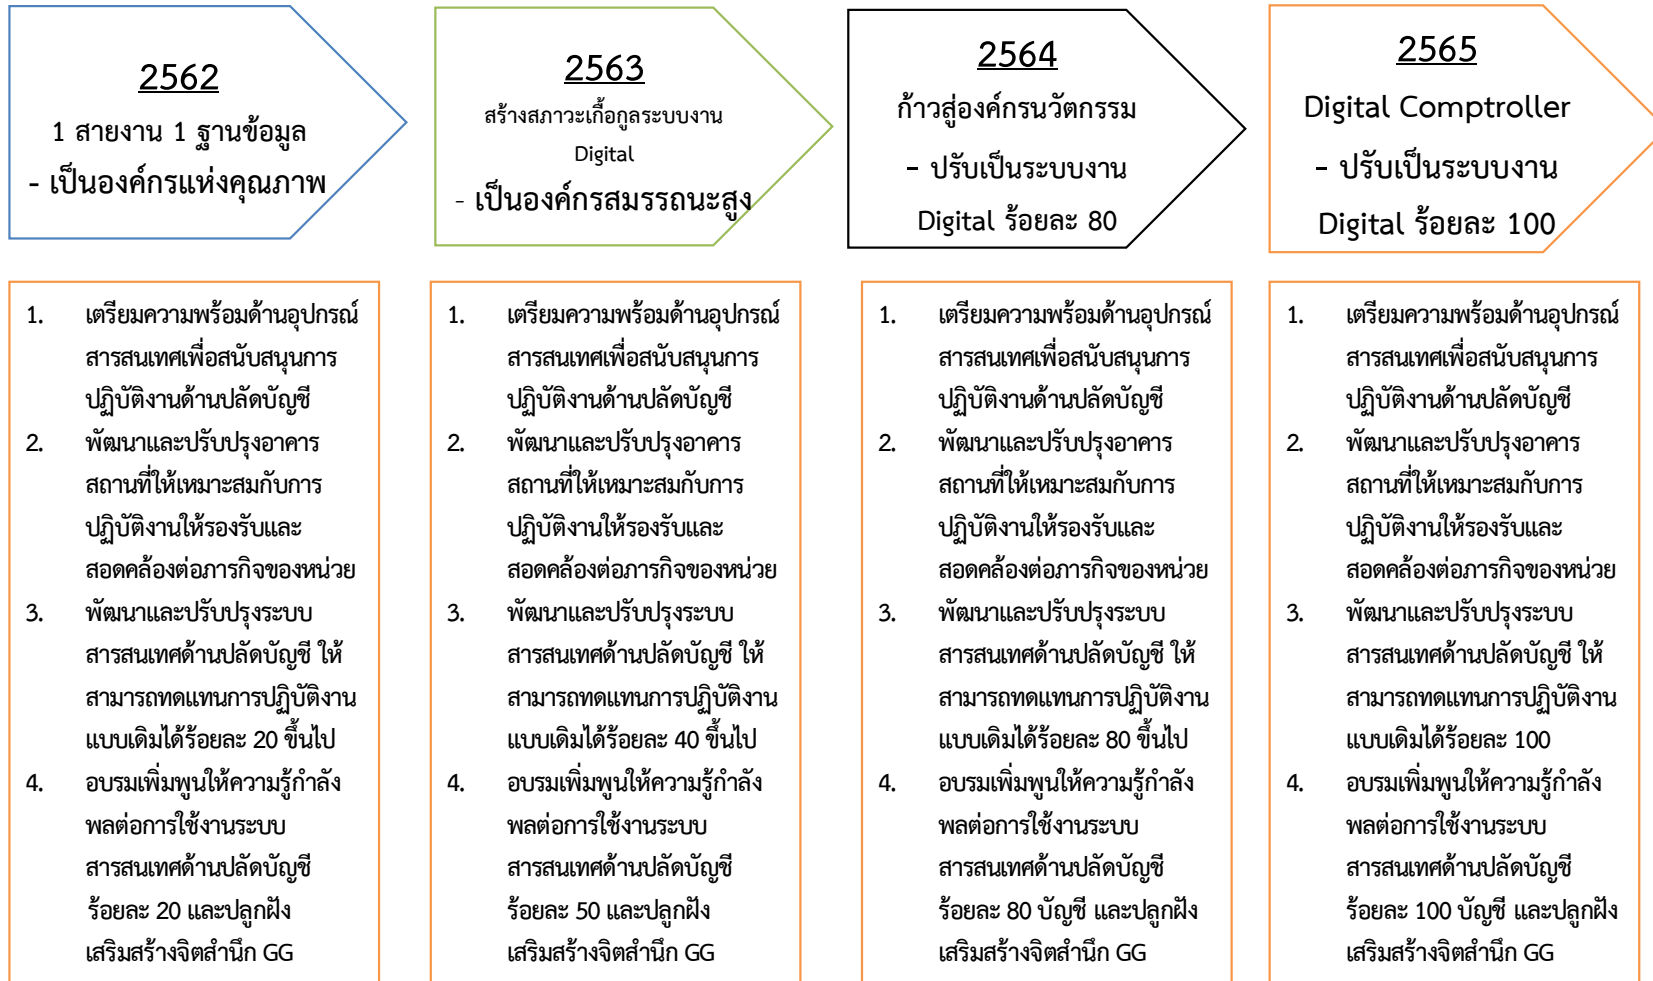 2562
1 สายงาน 1 ฐานข้อมูล
- เป็นองค์กรแห่งคุณภาพ
2563
สร้างสภาวะเกื้อกูลระบบงาน
Digital
- เป็นองค์กรสมรรถนะสูง
2564
ก้าวสู่องค์กรนวัตกรรม
- ปรับเป็นระบบงาน
Digital ร้อยละ 80
2565
Digital Comptroller
- ปรับเป็นระบบงาน
Digital ร้อยละ 100
1. เตรียมความพร้อมด้านอุปกรณ์
สารสนเทศเพื่อสนับสนุนการ
ปฏิบัติงานด้านปลัดบัญชี
2. พัฒนาและปรับปรุงอาคาร
สถานที่ให้เหมาะสมกับการ
ปฏิบัติงานให้รองรับและ
สอดคล้องต่อภารกิจของหน่วย
3. พัฒนาและปรับปรุงระบบ
สารสนเทศด้านปลัดบัญชี ให้
สามารถทดแทนการปฏิบัติงาน
แบบเดิมได้ร้อยละ 20 ขึ้นไป
4. อบรมเพิ่มพูนให้ความรู้กำลัง
พลต่อการใช้งานระบบ
สารสนเทศด้านปลัดบัญชี
ร้อยละ 20 และปลูกฝัง
เสริมสร้างจิตสำนึก GG
1. เตรียมความพร้อมด้านอุปกรณ์
สารสนเทศเพื่อสนับสนุนการ
ปฏิบัติงานด้านปลัดบัญชี
2. พัฒนาและปรับปรุงอาคาร
สถานที่ให้เหมาะสมกับการ
ปฏิบัติงานให้รองรับและ
สอดคล้องต่อภารกิจของหน่วย
3. พัฒนาและปรับปรุงระบบ
สารสนเทศด้านปลัดบัญชี ให้
สามารถทดแทนการปฏิบัติงาน
แบบเดิมได้ร้อยละ 40 ขึ้นไป
4. อบรมเพิ่มพูนให้ความรู้กำลัง
พลต่อการใช้งานระบบ
สารสนเทศด้านปลัดบัญชี
ร้อยละ 50 และปลูกฝัง
เสริมสร้างจิตสำนึก GG
1. เตรียมความพร้อมด้านอุปกรณ์
สารสนเทศเพื่อสนับสนุนการ
ปฏิบัติงานด้านปลัดบัญชี
2. พัฒนาและปรับปรุงอาคาร
สถานที่ให้เหมาะสมกับการ
ปฏิบัติงานให้รองรับและ
สอดคล้องต่อภารกิจของหน่วย
3. พัฒนาและปรับปรุงระบบ
สารสนเทศด้านปลัดบัญชี ให้
สามารถทดแทนการปฏิบัติงาน
แบบเดิมได้ร้อยละ 80 ขึ้นไป
4. อบรมเพิ่มพูนให้ความรู้กำลัง
พลต่อการใช้งานระบบ
สารสนเทศด้านปลัดบัญชี
ร้อยละ 80 บัญชี และปลูกฝัง
เสริมสร้างจิตสำนึก GG
1. เตรียมความพร้อมด้านอุปกรณ์
สารสนเทศเพื่อสนับสนุนการ
ปฏิบัติงานด้านปลัดบัญชี
2. พัฒนาและปรับปรุงอาคาร
สถานที่ให้เหมาะสมกับการ
ปฏิบัติงานให้รองรับและ
สอดคล้องต่อภารกิจของหน่วย
3. พัฒนาและปรับปรุงระบบ
สารสนเทศด้านปลัดบัญชี ให้
สามารถทดแทนการปฏิบัติงาน
แบบเดิมได้ร้อยละ 100
4. อบรมเพิ่มพูนให้ความรู้กำลัง
พลต่อการใช้งานระบบ
สารสนเทศด้านปลัดบัญชี
ร้อยละ 100 บัญชี และปลูกฝัง
เสริมสร้างจิตสำนึก GG